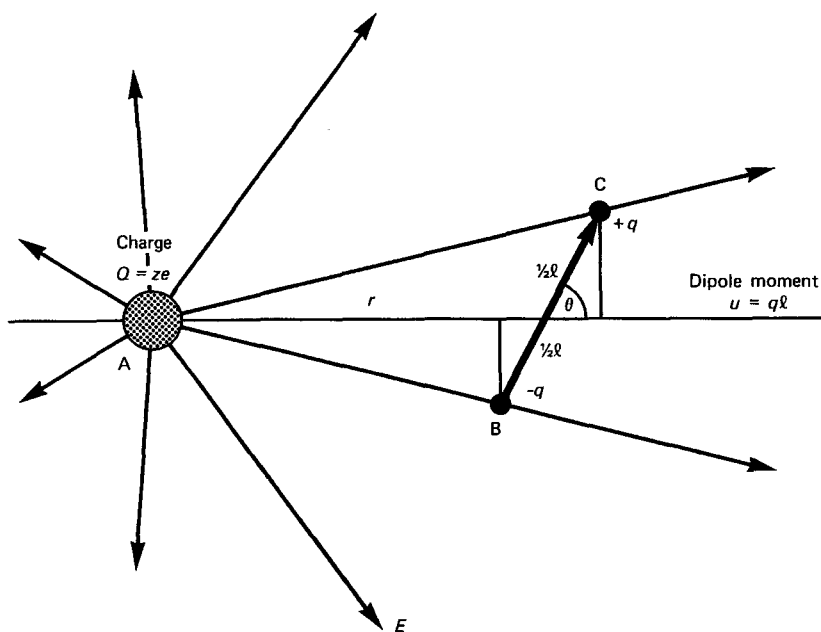 C
+q
Charge
Q = ze
½ℓ
Dipole moment
u = qℓ
r
θ
A
½ℓ
-q
B
E